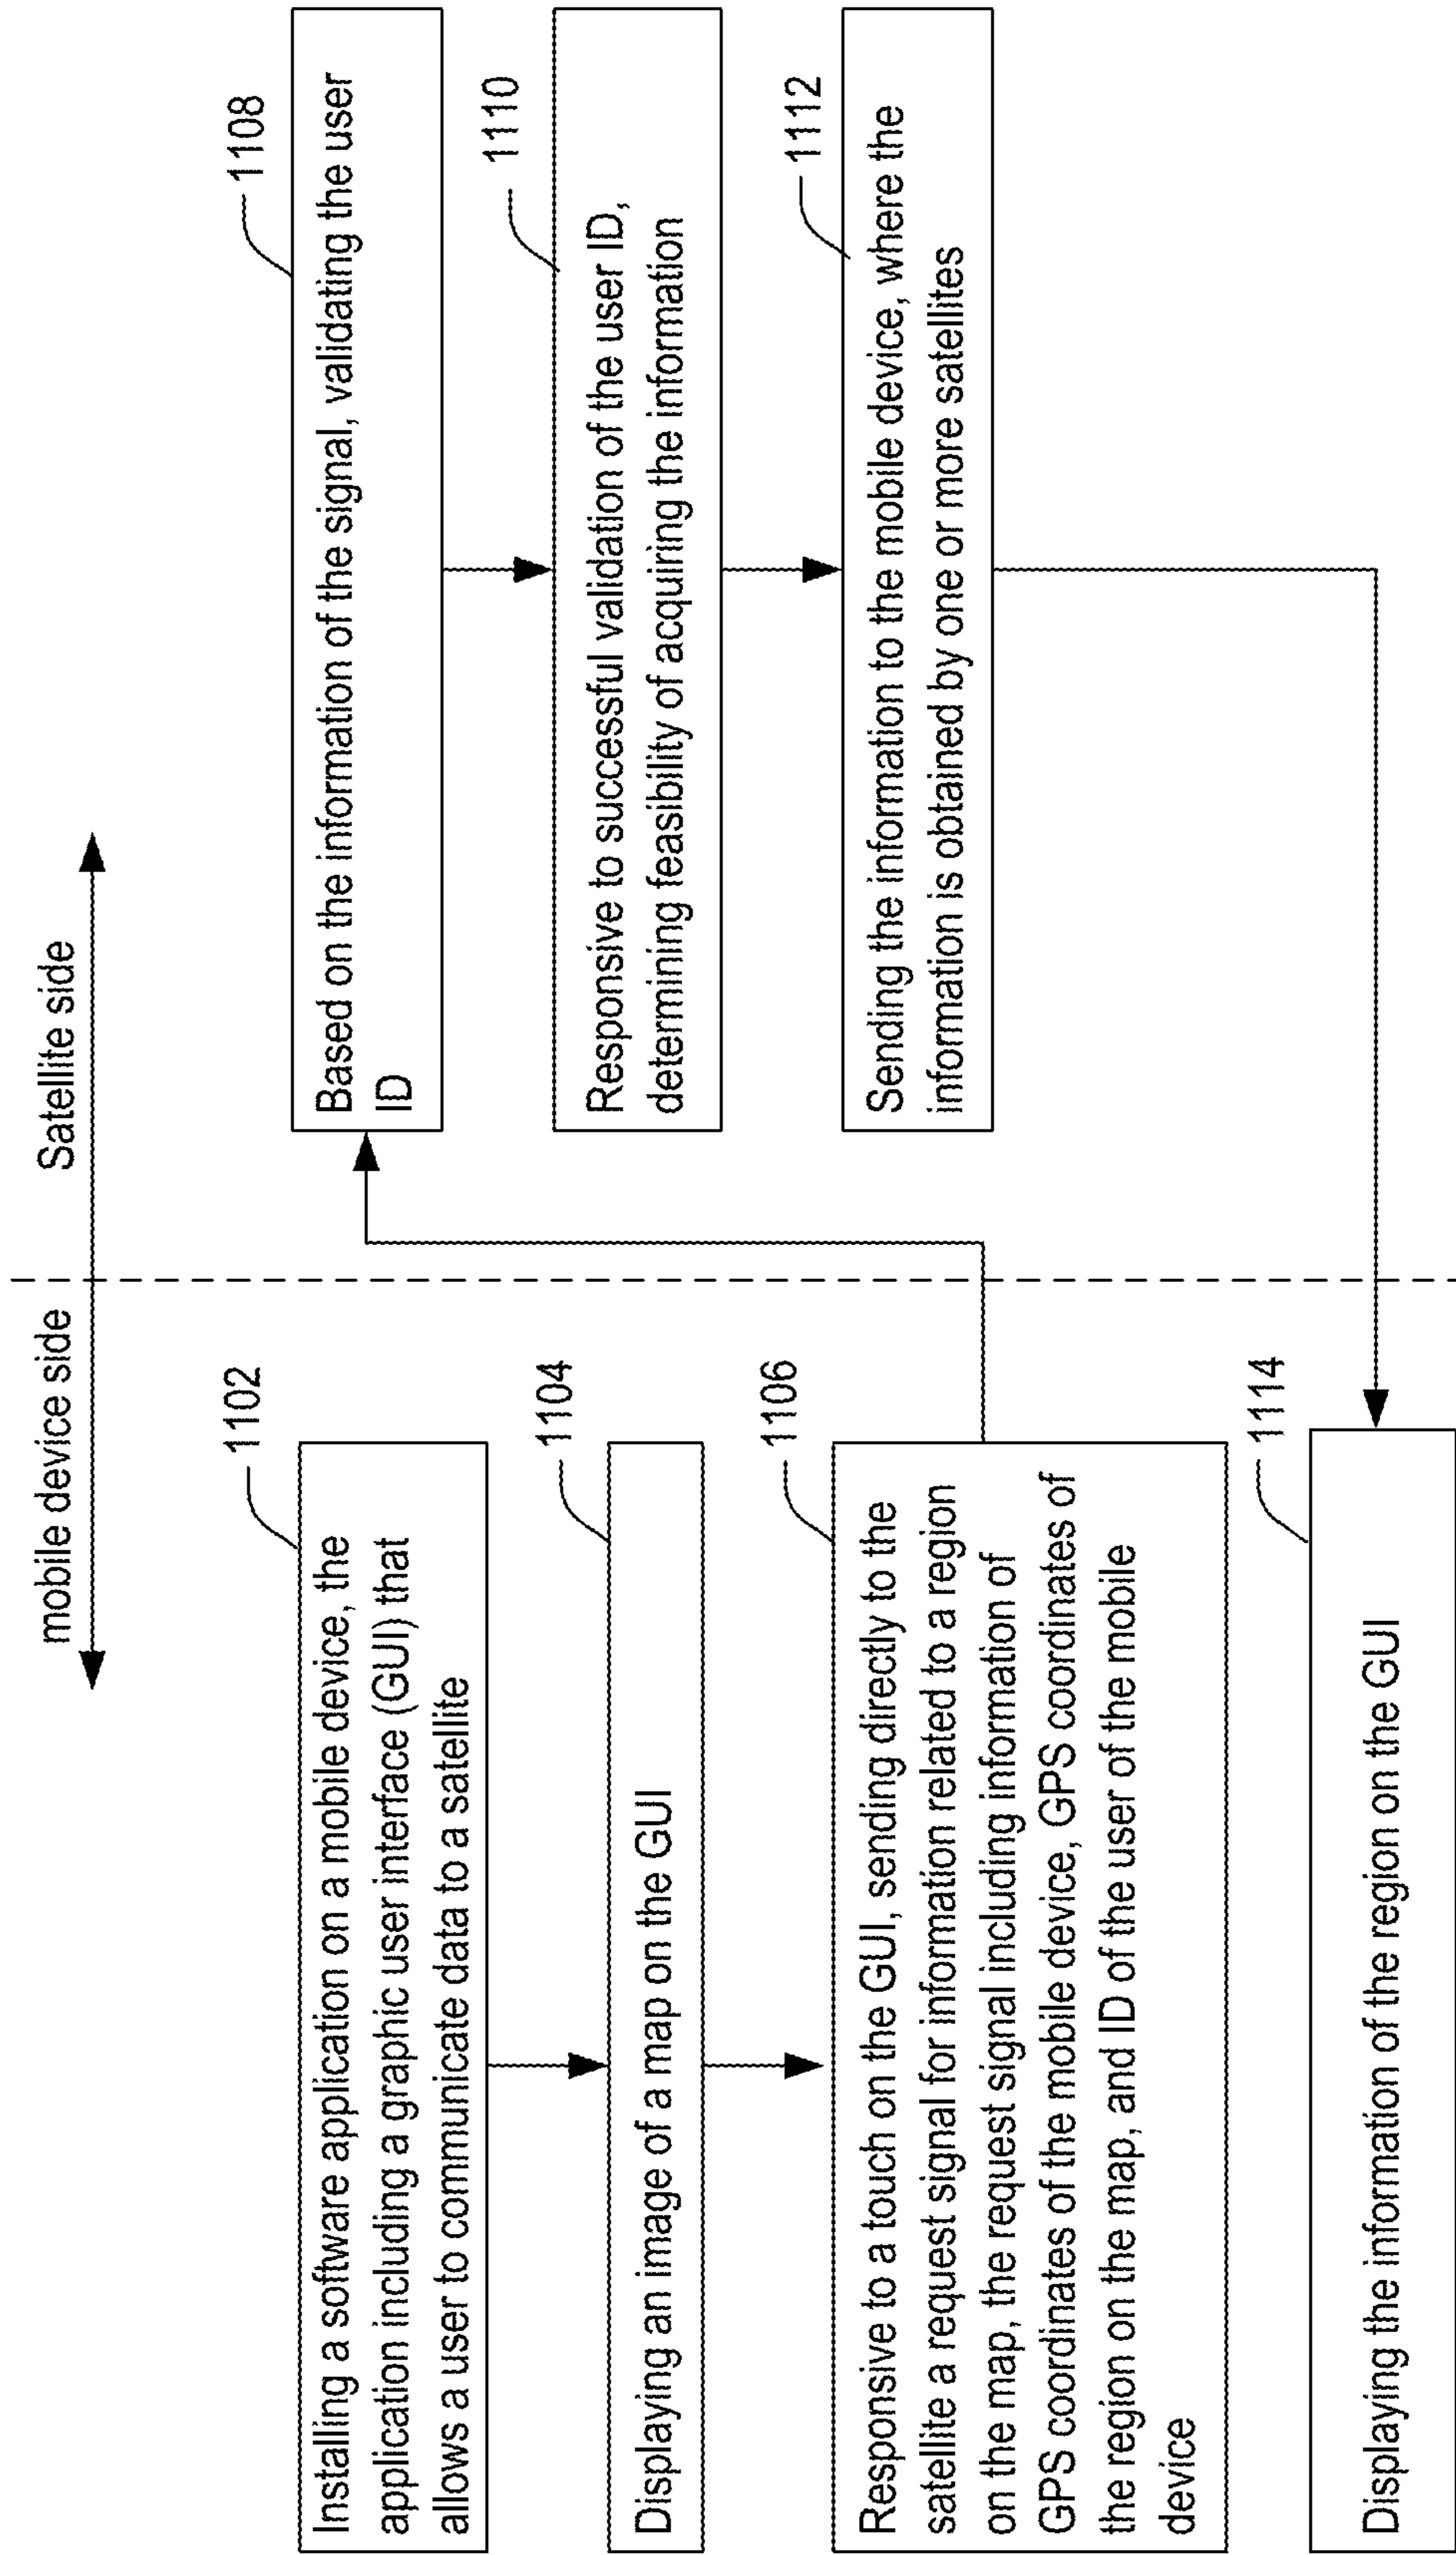 mobile device side
Satellite side
1102
Installing a software application on a mobile device, the
application including a graphic user interface (GUI) that
allows a user to communicate data to a satellite
1104
Displaying an image of a map on the GUI
1106
Responsive to a touch on the GUI, sending directly to the
satellite a request signal for information related to a region
on the map, the request signal including information of
GPS coordinates of the mobile device, GPS coordinates of
the region on the map, and ID of the user of the mobile
device
1108
Based on the information of the signal, validating the user
ID
1110
Responsive to successful validation of the user ID,
determining feasibility of acquiring the information
1112
Sending the information to the mobile device, where the
information is obtained by one or more satellites
1114
Displaying the information of the region on the GUI